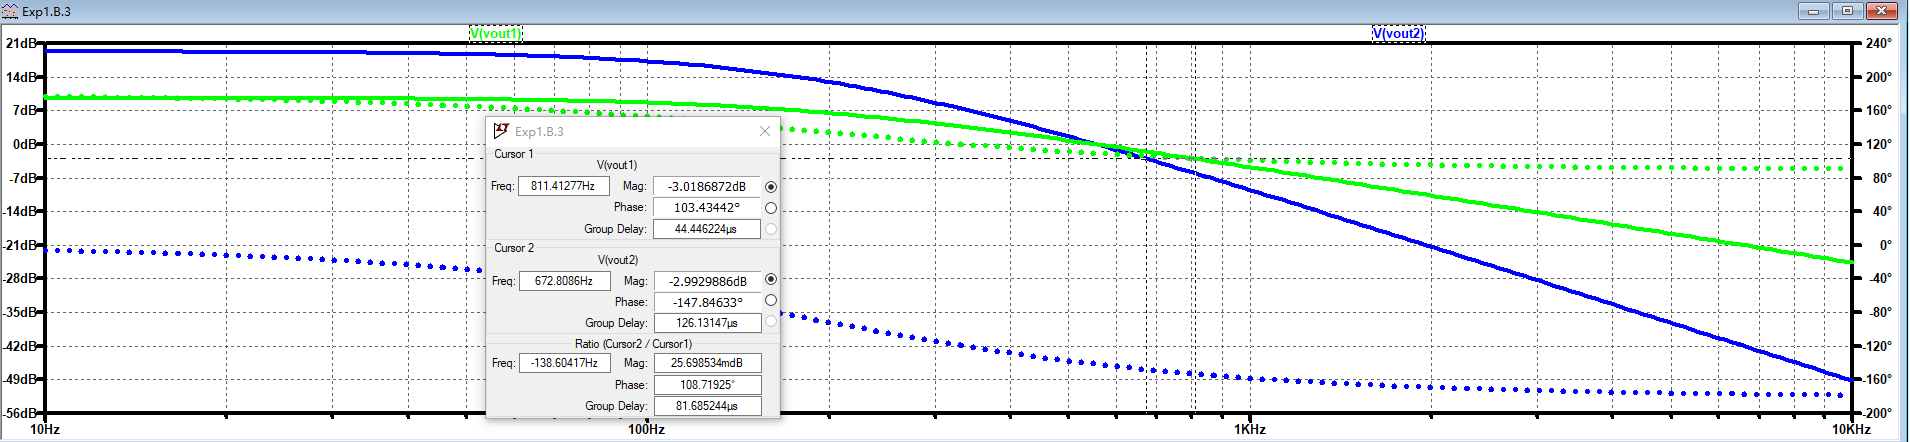 Exp1.B.3
V(vout1) V(vout2)
21dB 240°
14dB 200°
7dB 160°
0dB 120°
-7dB 80°
-14dB 40°
-21dB 0°
-28dB -40°
-35dB -80°
-42dB -120°
-49dB -160°
-56dB -200°
10Hz 100Hz 1KHz 10KHz
Exp1.B.3
Cursor 1
V(vout1)
Freq: 811.41277Hz Mag: -3.0186872dB
Phase: 103.43442°
Group Delay: 44.446224µs
Cursor 2
V(vout2)
Freq: 672.8086Hz Mag: -2.9929886dB
Phase: -147.84633°
Group Delay: 126.13147µs
Ratio (Cursor2 / Cursor1)
Freq: -138.60417Hz Mag: 25.698534mdB
Phase: 108.71925°
Group Delay: 81.685244µs